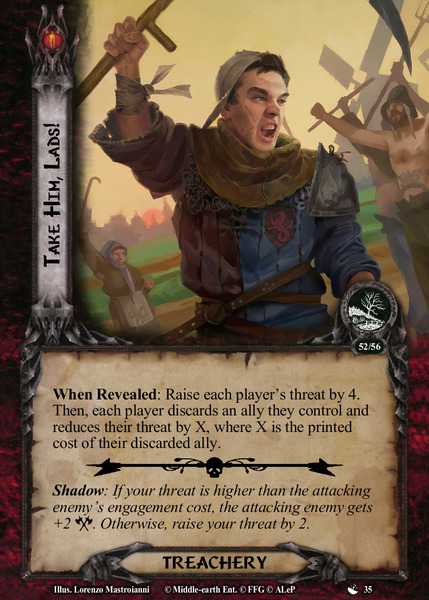 Take Him, Lads!
52/56
When Revealed: Raise each player's threat by 4.
Then, each player discards an ally they control and
reduces their threat by X, where X is the printed
cost of their discarded ally.
Shadow: If your threat is higher than the attacking
enemy's engagement cost, the attacking enemy gets
+2 . Otherwise, raise your threat by 2.
TREACHERY
Illus. Lorenzo Mastroianni © Middle-earth Ent. © FFG © ALeP 35